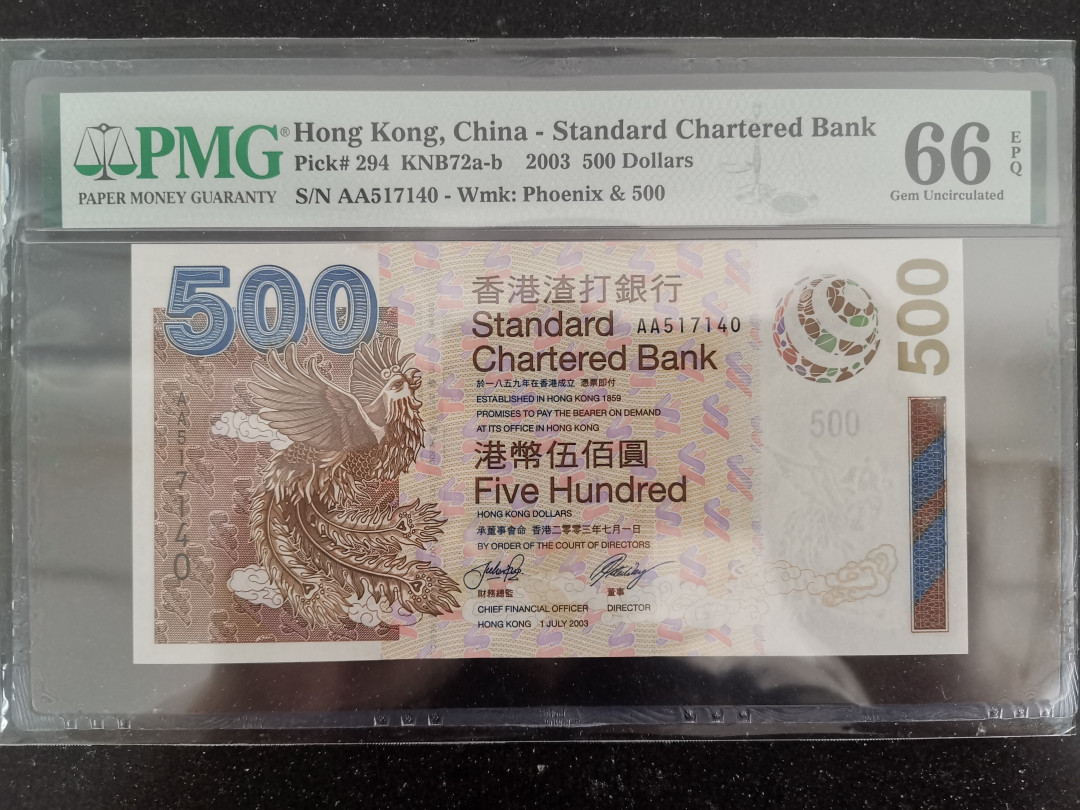 PMG®
PAPER MONEY GUARANTY
Hong Kong, China - Standard Chartered Bank
Pick# 294 KNB72a-b 2003 500 Dollars
S/N AA517140 - Wmk: Phoenix & 500
66
EPQ
Gem Uncirculated
500
香港渣打銀行
Standard AA517140
Chartered Bank
於一八五九年在香港成立 憑票即付
ESTABLISHED IN HONG KONG 1859
PROMISES TO PAY THE BEARER ON DEMAND
AT ITS OFFICE IN HONG KONG
港幣伍佰圓
Five Hundred
HONG KONG DOLLARS
承董事會命 香港二零零三年七月一日
BY ORDER OF THE COURT OF DIRECTORS
財務總監 董事
CHIEF FINANCIAL OFFICER DIRECTOR
HONG KONG 1 JULY 2003
AA517140
500
500